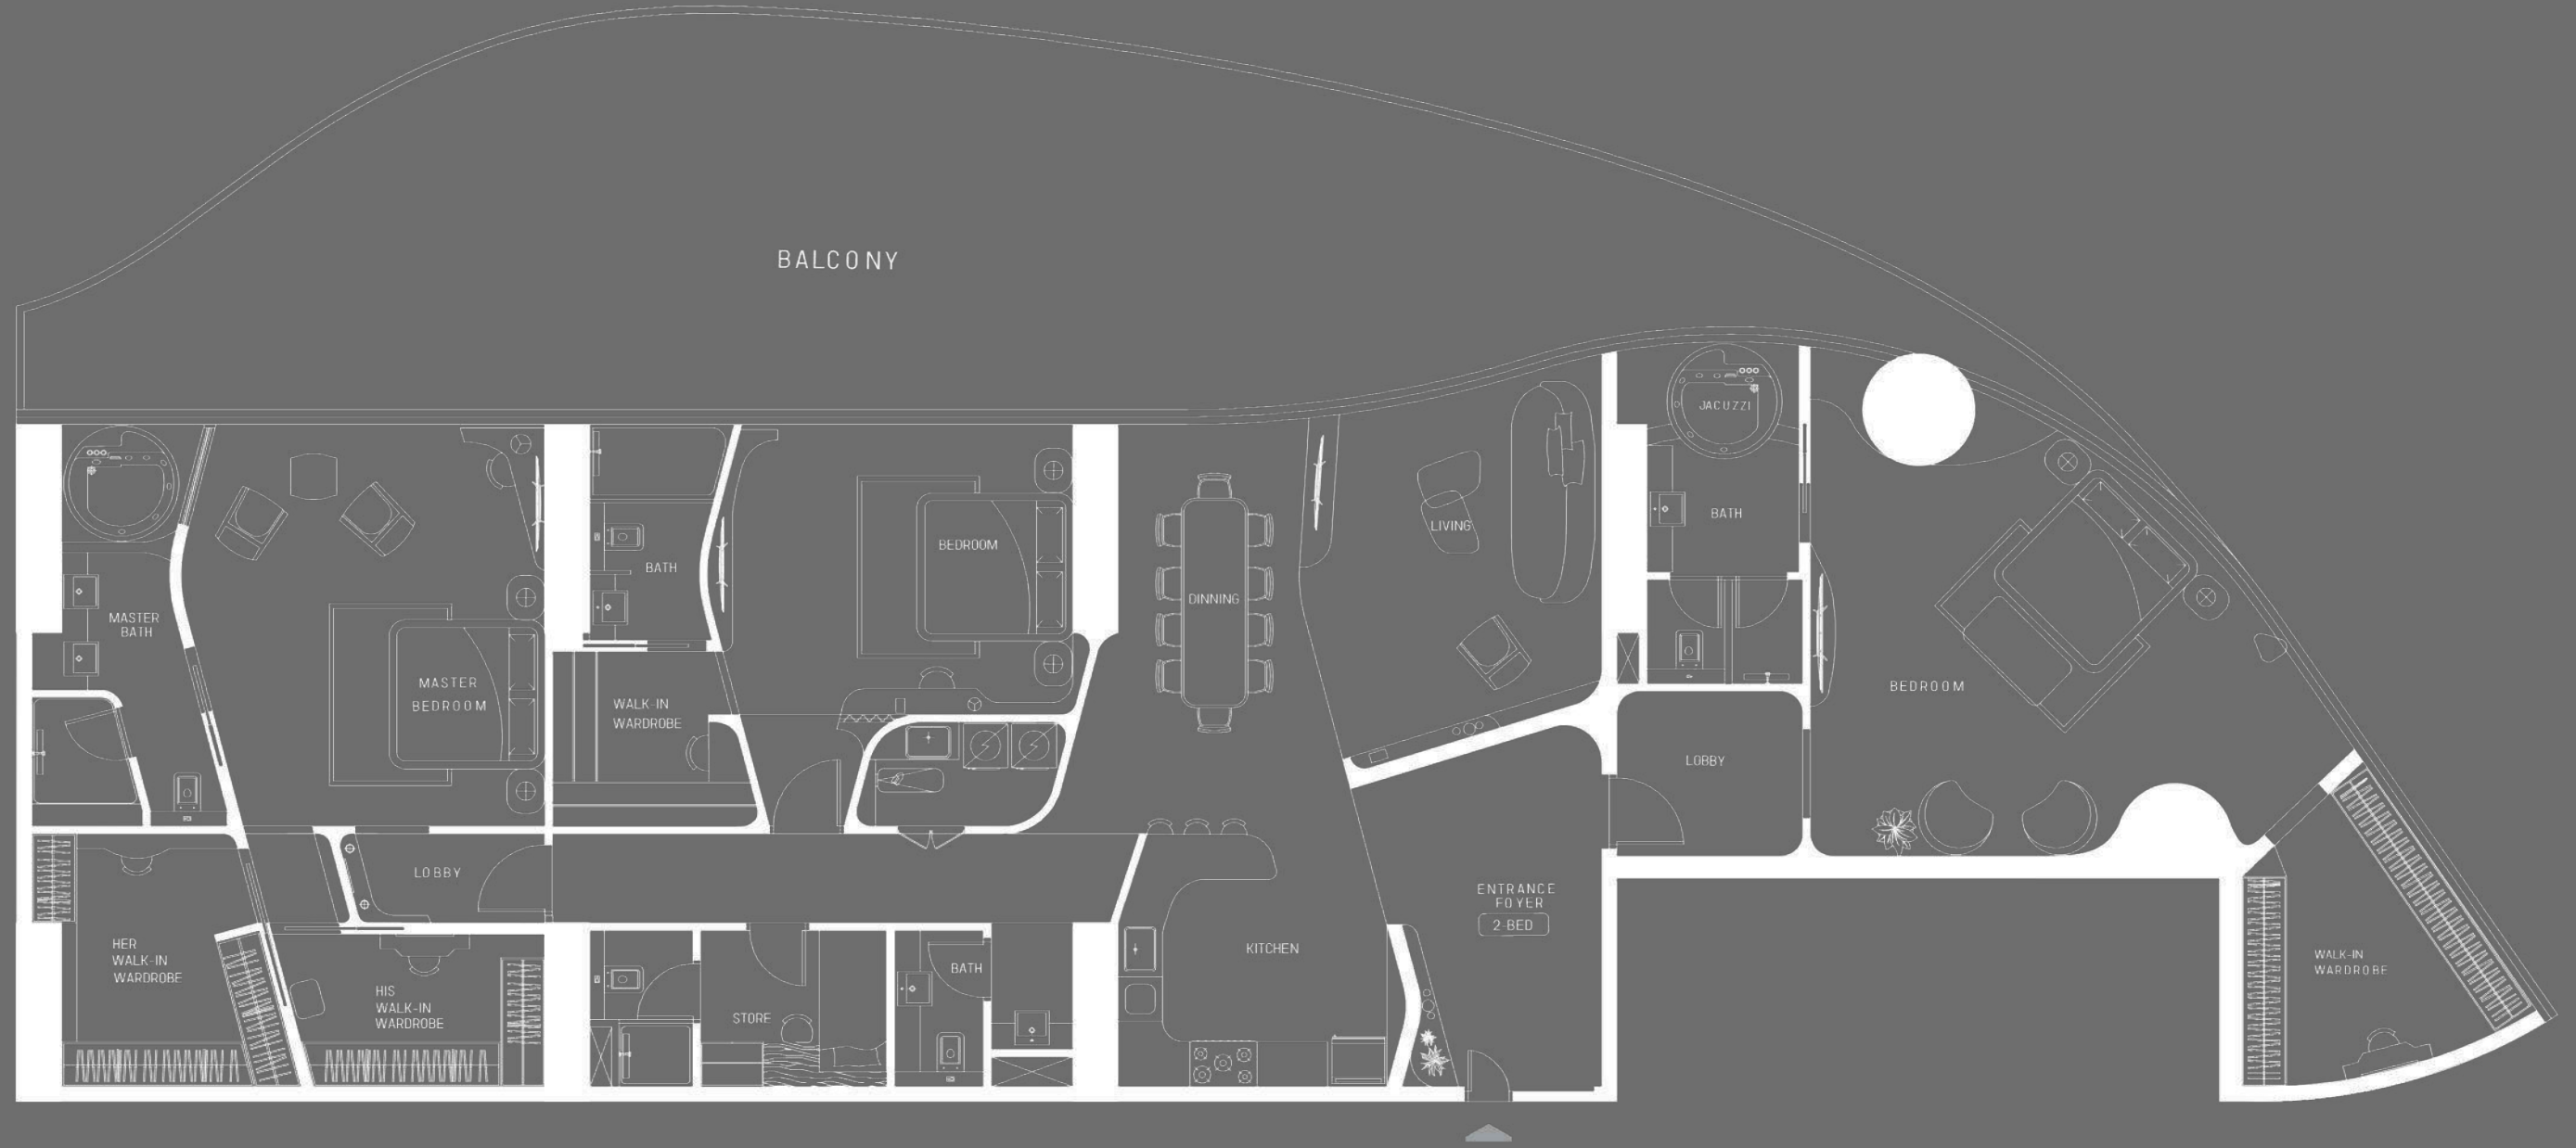 BALCONY
JACUZZI
BATH
LIVING
BEDROOM
DINNING
BATH
MASTER
BATH
MASTER
BEDROOM
WALK-IN
WARDROBE
BEDROOM
LOBBY
LOBBY
ENTRANCE
FOYER
2-BED
HER
WALK-IN
WARDROBE
HIS
WALK-IN
WARDROBE
STORE
BATH
KITCHEN
WALK-IN
WARDROBE